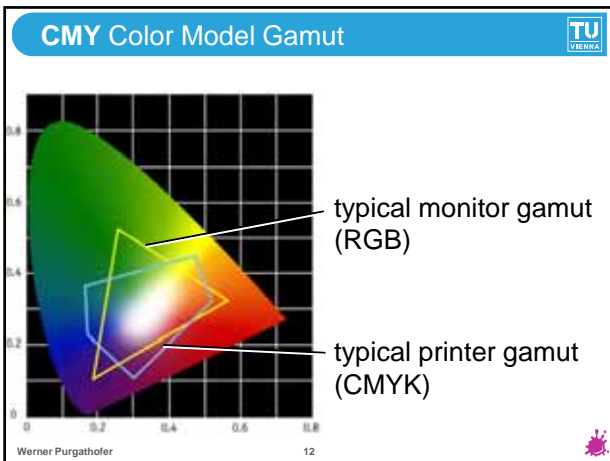 CMY Color Model Gamut
TU
VIENNA
0.8
0.6
0.4
0.2
0
0
0.2
0.4
0.6
0.8
typical monitor gamut
(RGB)
typical printer gamut
(CMYK)
Werner Purgathofer
12